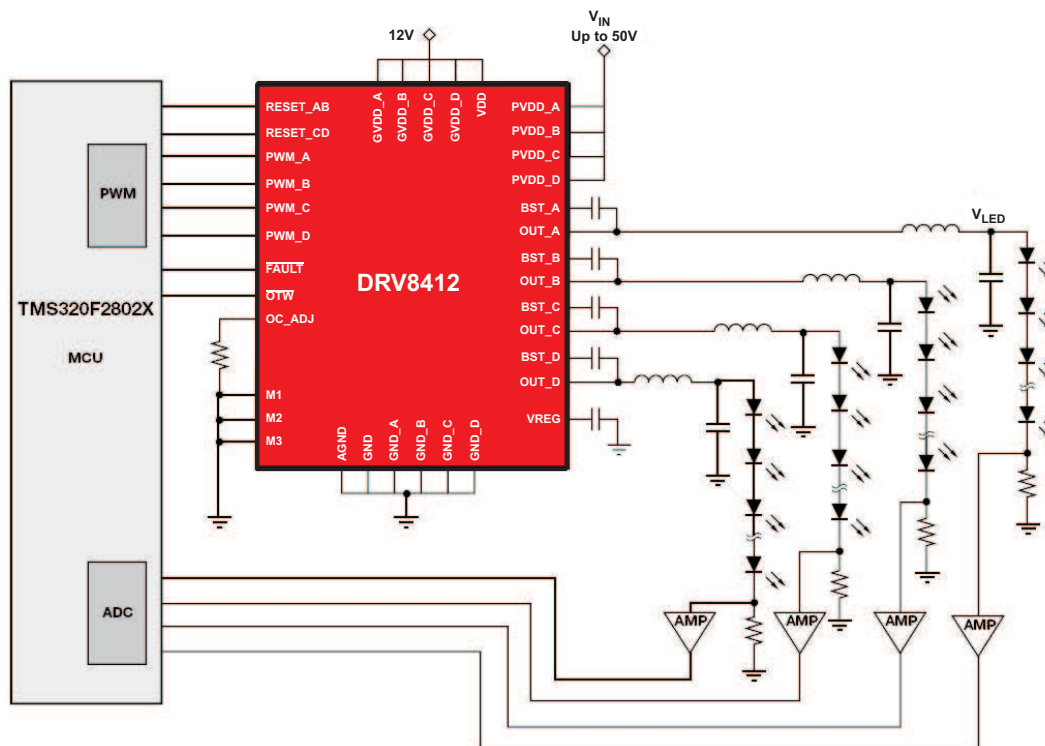 12V
V_IN
Up to 50V
GVDD_A
GVDD_B
GVDD_C
GVDD_D
VDD
RESET_AB
RESET_CD
PWM_A
PWM_B
PWM_C
PWM_D
FAULT
OTW
OC_ADJ
M1
M2
M3
PWM
TMS320F2802X
MCU
ADC
DRV8412
PVDD_A
PVDD_B
PVDD_C
PVDD_D
BST_A
OUT_A
BST_B
OUT_B
BST_C
OUT_C
BST_D
OUT_D
VREG
AGND
GND
GND_A
GND_B
GND_C
GND_D
V_LED
AMP
AMP
AMP
AMP